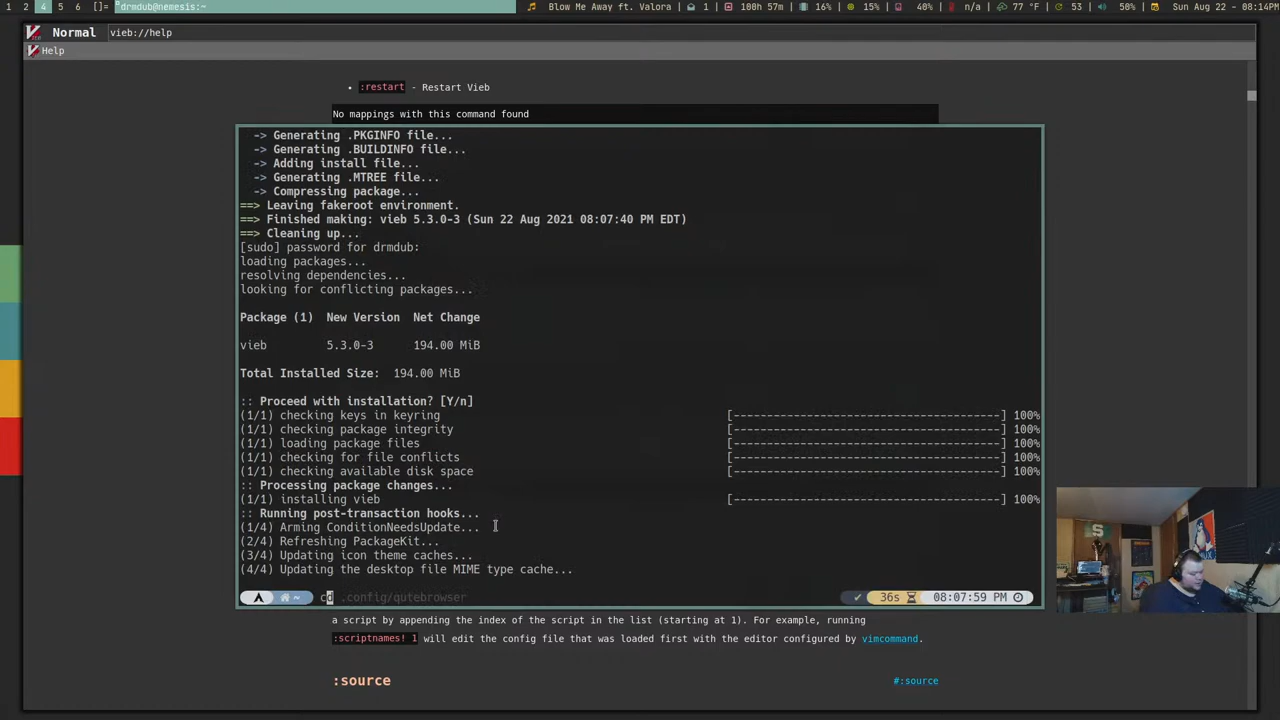 1 2 4 5 6 []= drmdub@nemesis:~ Blow Me Away ft. Valora 1 100h 57m 16% 15% 40% n/a 77 °F 53 50% Sun Aug 22 - 08:14PM
Normal vieb://help
Help
• :restart - Restart Vieb
No mappings with this command found
-> Generating .PKGINFO file...
-> Generating .BUILDINFO file...
-> Adding install file...
-> Generating .MTREE file...
-> Compressing package...
==> Leaving fakeroot environment.
==> Finished making: vieb 5.3.0-3 (Sun 22 Aug 2021 08:07:40 PM EDT)
==> Cleaning up...
[sudo] password for drmdub:
loading packages...
resolving dependencies...
looking for conflicting packages...
Package (1) New Version Net Change
vieb 5.3.0-3 194.00 MiB
Total Installed Size: 194.00 MiB
:: Proceed with installation? [Y/n]
(1/1) checking keys in keyring [------------------------------------------] 100%
(1/1) checking package integrity [------------------------------------------] 100%
(1/1) loading package files [------------------------------------------] 100%
(1/1) checking for file conflicts [------------------------------------------] 100%
(1/1) checking available disk space [------------------------------------------] 100%
:: Processing package changes...
(1/1) installing vieb [------------------------------------------] 100%
:: Running post-transaction hooks...
(1/4) Arming ConditionNeedsUpdate...
(2/4) Refreshing PackageKit...
(3/4) Updating icon theme caches...
(4/4) Updating the desktop file MIME type cache...
~ cd .config/qutebrowser ✔ 36s 08:07:59 PM
a script by appending the index of the script in the list (starting at 1). For example, running
:scriptnames! 1 will edit the config file that was loaded first with the editor configured by vimcommand.
:source #:source